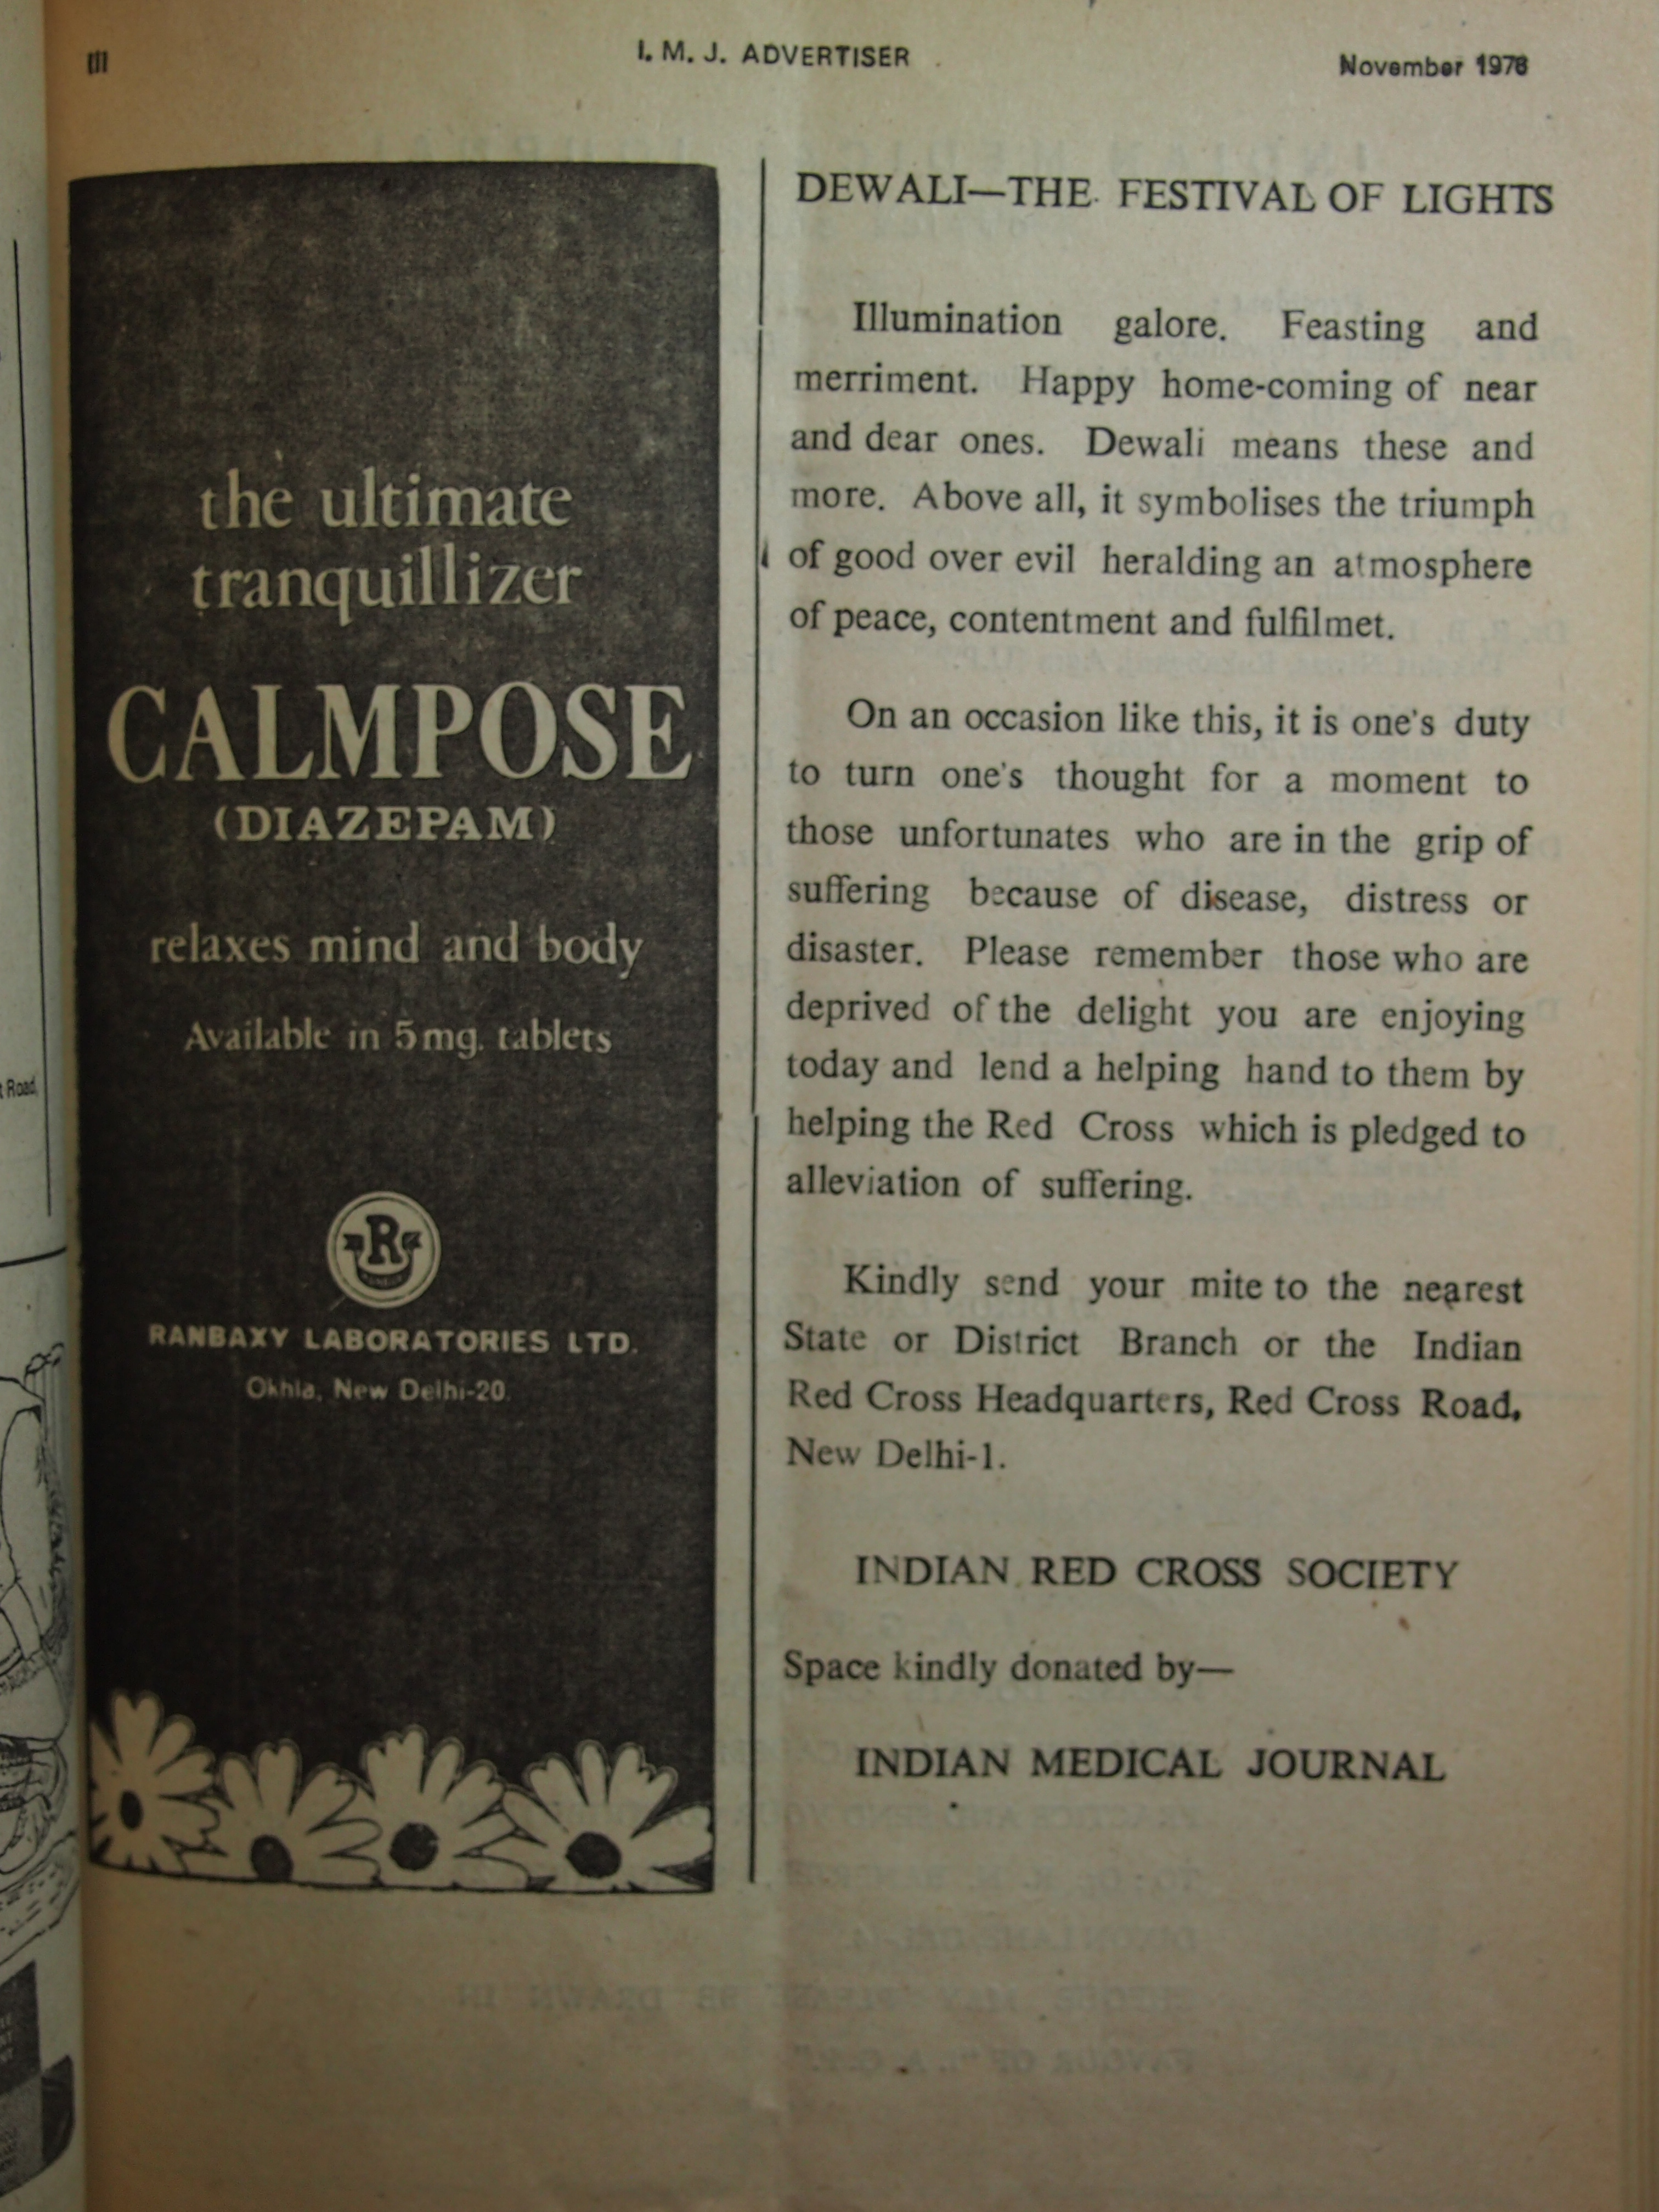 III
I. M. J. ADVERTISER
November 1978
the ultimate
tranquillizer
CALMPOSE
(DIAZEPAM)
relaxes mind and body
Available in 5 mg. tablets
R
RANBAXY LABORATORIES LTD.
Okhla, New Delhi-20.
DEWALI—THE FESTIVAL OF LIGHTS
Illumination galore. Feasting and
merriment. Happy home-coming of near
and dear ones. Dewali means these and
more. Above all, it symbolises the triumph
of good over evil heralding an atmosphere
of peace, contentment and fulfilmet.
On an occasion like this, it is one's duty
to turn one's thought for a moment to
those unfortunates who are in the grip of
suffering because of disease, distress or
disaster. Please remember those who are
deprived of the delight you are enjoying
today and lend a helping hand to them by
helping the Red Cross which is pledged to
alleviation of suffering.
Kindly send your mite to the nearest
State or District Branch or the Indian
Red Cross Headquarters, Red Cross Road,
New Delhi-1.
INDIAN RED CROSS SOCIETY
Space kindly donated by—
INDIAN MEDICAL JOURNAL
Road,